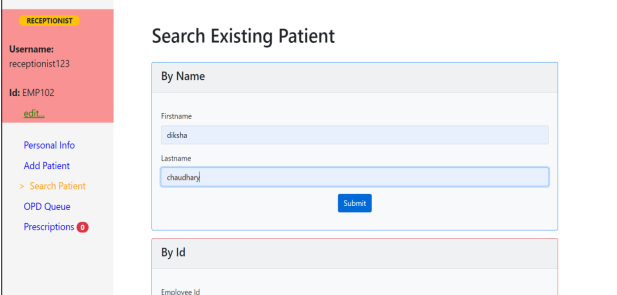 RECEPTIONIST
Username:
receptionist123
Id: EMP102
edit...
Personal Info
Add Patient
> Search Patient
OPD Queue
Prescriptions 0
Search Existing Patient
By Name
Firstname
diksha
Lastname
chaudhary
Submit
By Id
Employee Id